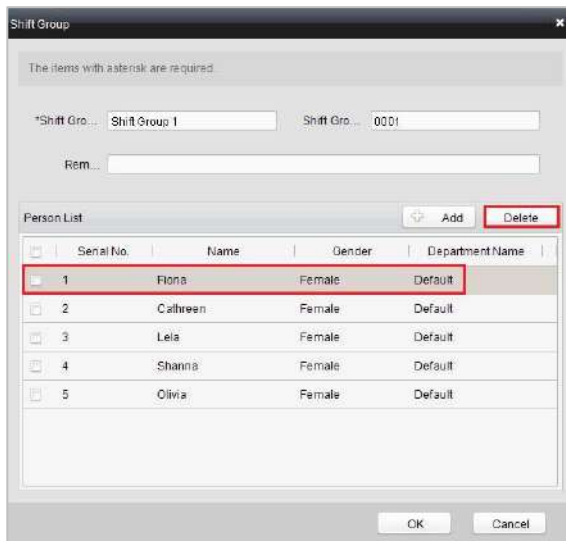 Shift Group
The items with asterisk are required.
*Shift Gro... Shift Group 1 Shift Gro... 0001
Rem...
Person List Add Delete
Serial No. Name Gender Department Name
1 Fiona Female Default
2 Cathreen Female Default
3 Lela Female Default
4 Shanna Female Default
5 Olivia Female Default
OK Cancel